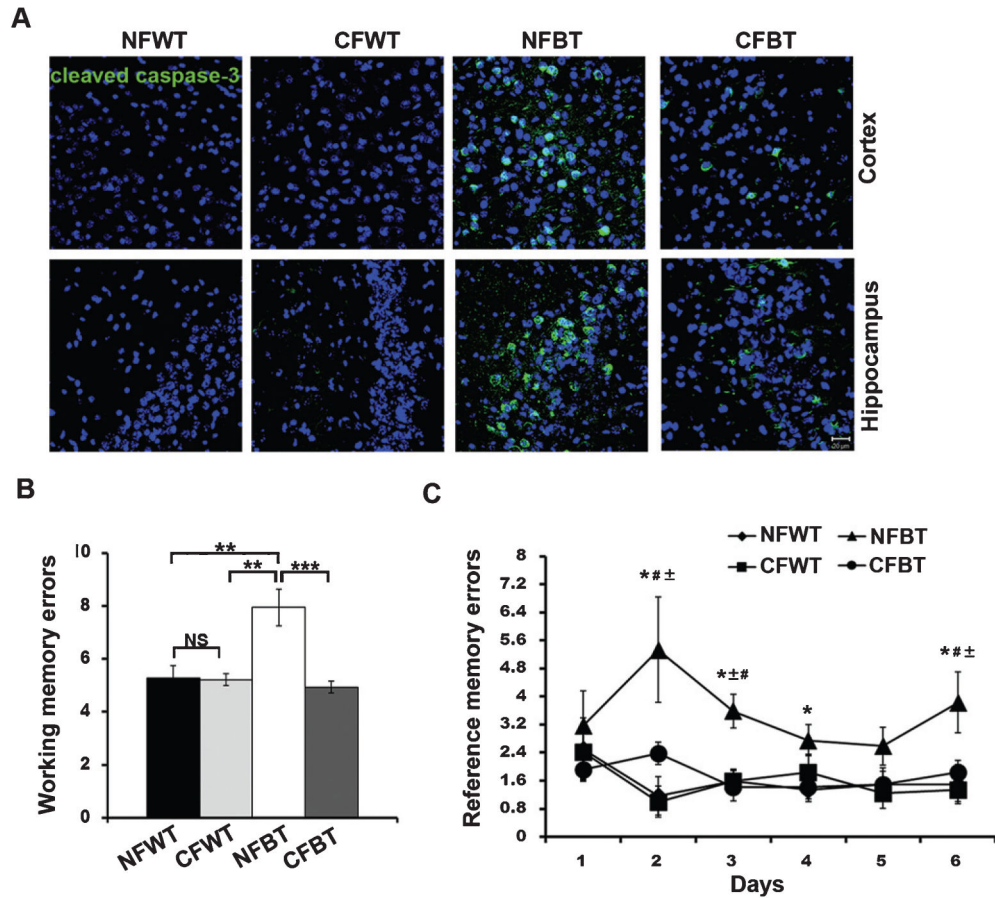 A
NFWT CFWT NFBT CFBT
cleaved caspase-3
Cortex
Hippocampus
20 µm
B
Working memory errors
10
8
6
4
2
0
**
** ***
NS
NFWT CFWT NFBT CFBT
C
NFWT NFBT
CFWT CFBT
Reference memory errors
8
7.2
6.4
5.6
4.8
4
3.2
2.4
1.6
0.8
0
*#±
*±#
*
*#±
1 2 3 4 5 6
Days